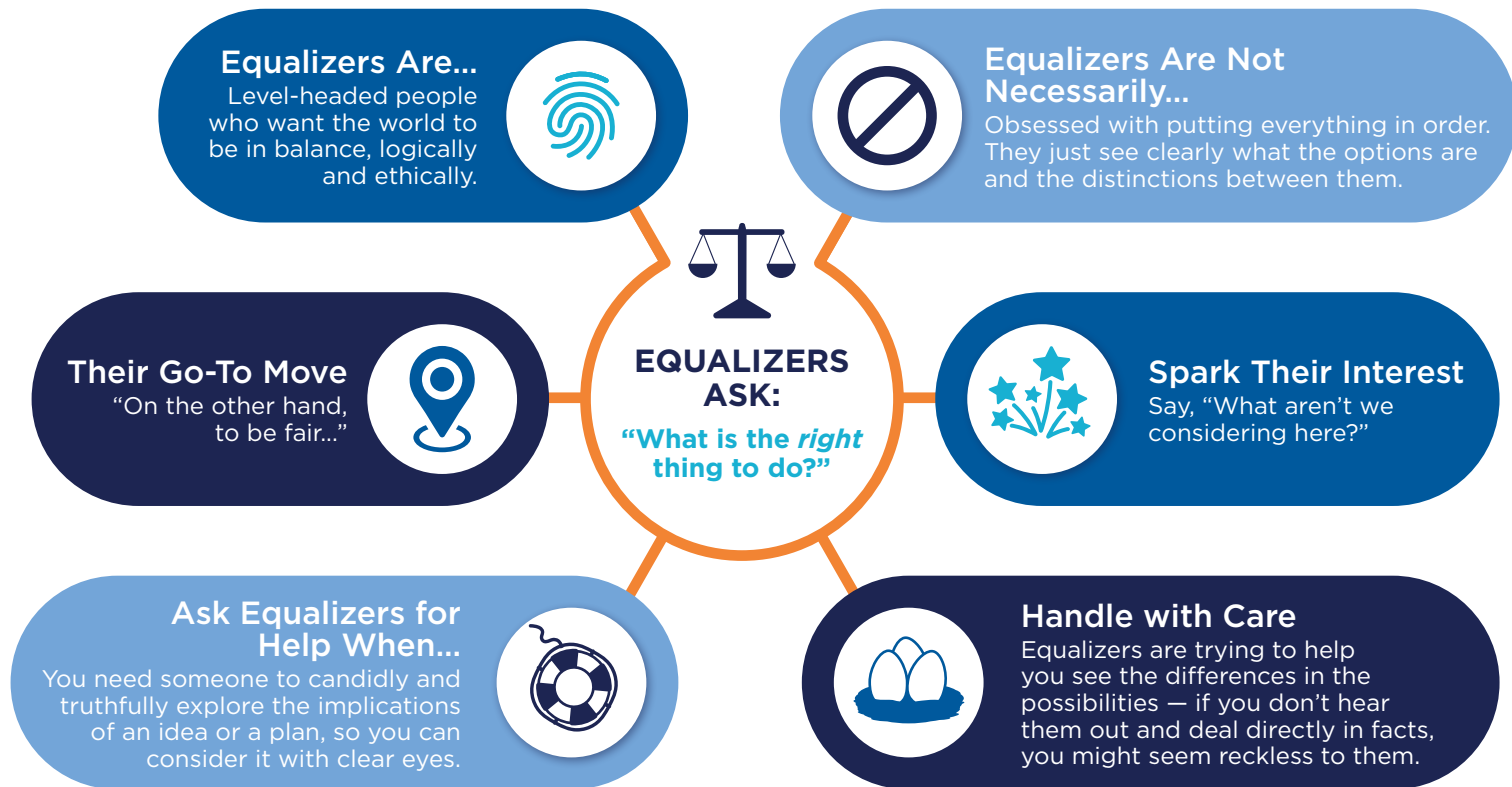 Equalizers Are...
Level-headed people
who want the world to
be in balance, logically
and ethically.
Equalizers Are Not
Necessarily...
Obsessed with putting everything in order.
They just see clearly what the options are
and the distinctions between them.
Their Go-To Move
“On the other hand,
to be fair...”
EQUALIZERS
ASK:
“What is the right
thing to do?”
Spark Their Interest
Say, “What aren’t we
considering here?”
Ask Equalizers for
Help When...
You need someone to candidly and
truthfully explore the implications
of an idea or a plan, so you can
consider it with clear eyes.
Handle with Care
Equalizers are trying to help
you see the differences in the
possibilities — if you don’t hear
them out and deal directly in facts,
you might seem reckless to them.